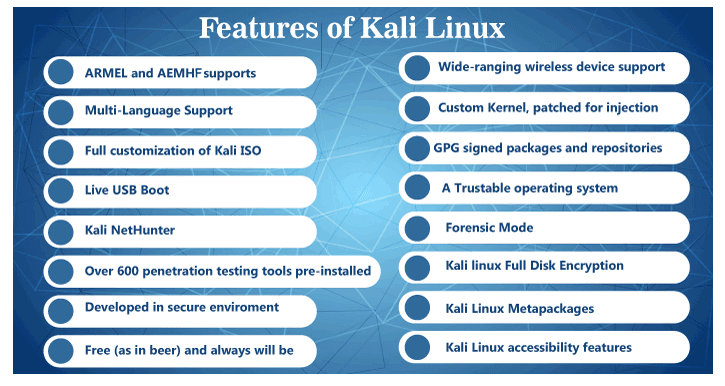 Features of Kali Linux
ARMEL and AEMHF supports
Multi-Language Support
Full customization of Kali ISO
Live USB Boot
Kali NetHunter
Over 600 penetration testing tools pre-installed
Developed in secure enviroment
Free (as in beer) and always will be
Wide-ranging wireless device support
Custom Kernel, patched for injection
GPG signed packages and repositories
A Trustable operating system
Forensic Mode
Kali linux Full Disk Encryption
Kali Linux Metapackages
Kali Linux accessibility features